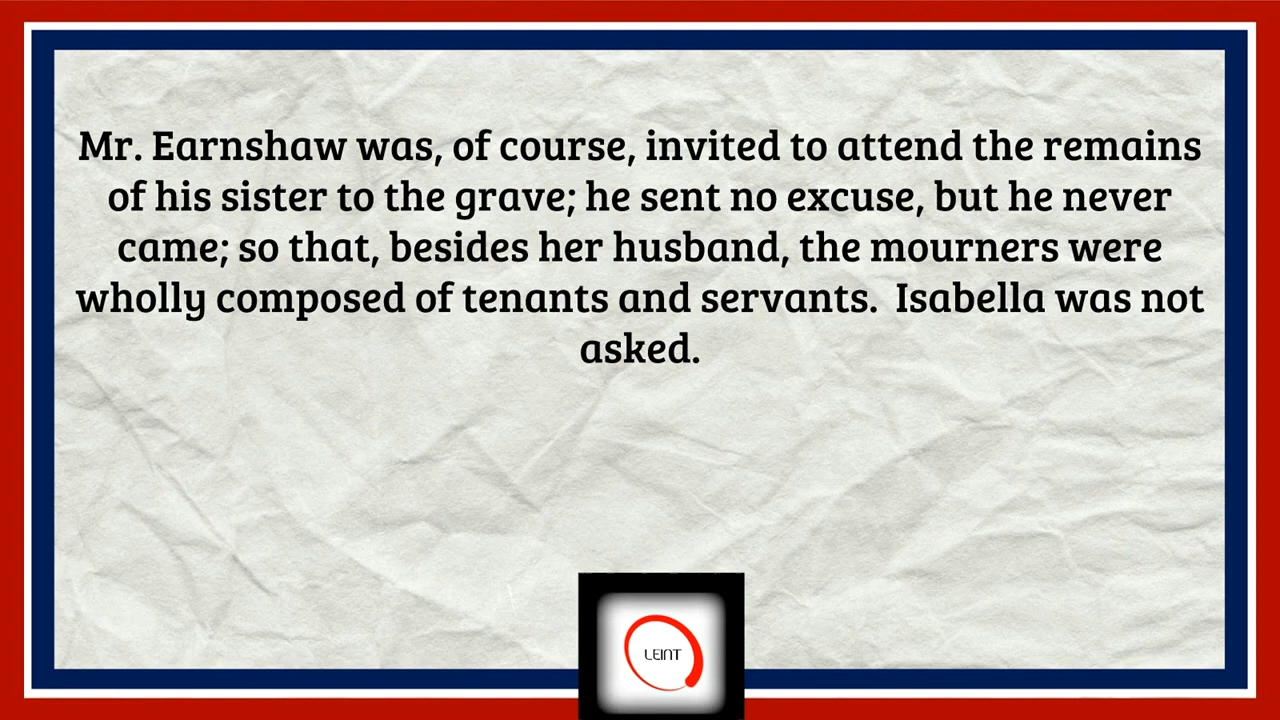 Mr. Earnshaw was, of course, invited to attend the remains
of his sister to the grave; he sent no excuse, but he never
came; so that, besides her husband, the mourners were
wholly composed of tenants and servants.  Isabella was not
asked.
LEINT